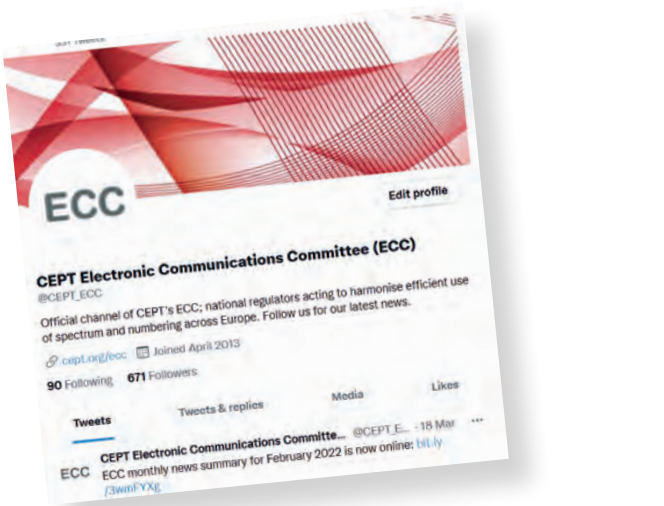 Tweets
ECC
Edit profile
CEPT Electronic Communications Committee (ECC)
@CEPT_ECC
Official channel of CEPT's ECC; national regulators acting to harmonise efficient use
of spectrum and numbering across Europe. Follow us for our latest news.
cept.org/ecc Joined April 2013
90 Following 671 Followers
Tweets Tweets & replies Media Likes
CEPT Electronic Communications Committe... @CEPT_E... · 18 Mar ···
ECC ECC monthly news summary for February 2022 is now online: bit.ly
/3wmFYXg